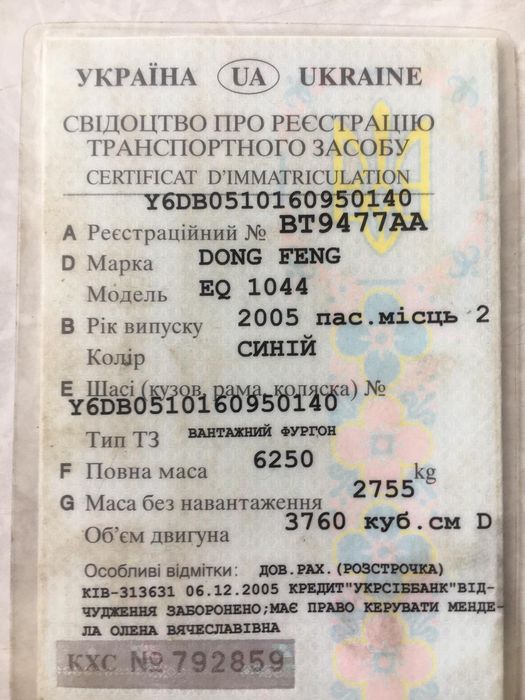 УКРАЇНА UA UKRAINE
СВІДОЦТВО ПРО РЕЄСТРАЦІЮ
ТРАНСПОРТНОГО ЗАСОБУ
CERTIFICAT D'IMMATRICULATION
Y6DB0510160950140
A Реєстраційний № ВТ9477АА
D Марка DONG FENG
Модель EQ 1044
B Рік випуску 2005 пас.місць 2
Колір СИНІЙ
E Шасі (кузов, рама, коляска) №
Y6DB0510160950140
Тип ТЗ ВАНТАЖНИЙ ФУРГОН
F Повна маса 6250 kg
G Маса без навантаження 2755
Об'єм двигуна 3760 куб.см D
Особливі відмітки: ДОВ.РАХ.(РОЗСТРОЧКА)
КІВ-313631 06.12.2005 КРЕДИТ"УКРСІББАНК"ВІД-
ЧУДЖЕННЯ ЗАБОРОНЕНО;МАЄ ПРАВО КЕРУВАТИ МЕНДЕ-
ЛА ОЛЕНА ВЯЧЕСЛАВІВНА
КХС № 792859